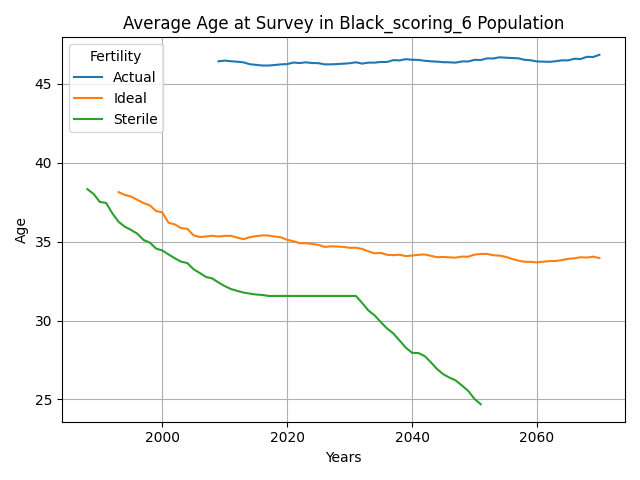 Average Age at Survey in Black_scoring_6 Population
Fertility
Actual
Ideal
Sterile
45
40
35
30
25
Age
2000
2020
2040
2060
Years